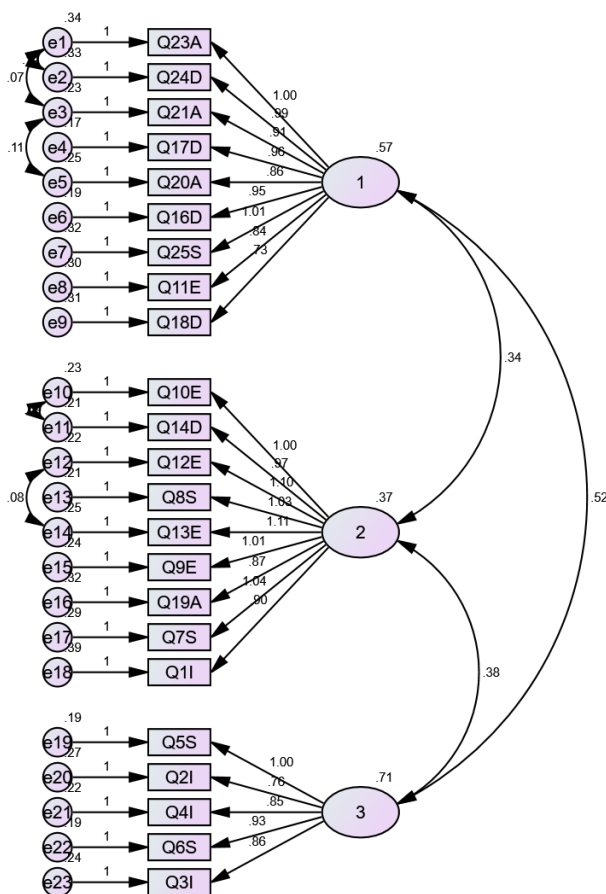 .34
e1 1 Q23A
.33
e2 1 Q24D
.07
.23
1.00
e3 1 Q21A
.99
.17
.91
e4 1 Q17D
.11
.25
.96
.57
e5 1 Q20A
.86
1
.19
.95
e6 1 Q16D
1.01
.32
.84
e7 1 Q25S
.73
.30
e8 1 Q11E
.31
e9 1 Q18D
.34
.23
e10 1 Q10E
.21
e11 1 Q14D
.22
1.00
e12 1 Q12E
.97
.21
1.10
e13 1 Q8S
.08
.25
1.03
.37
.52
e14 1 Q13E
1.11
2
.24
1.01
e15 1 Q9E
.87
.32
1.04
e16 1 Q19A
.90
.29
e17 1 Q7S
.39
e18 1 Q1I
.38
.19
e19 1 Q5S
.27
1.00
e20 1 Q2I
.76
.71
.22
.85
e21 1 Q4I
3
.19
.93
e22 1 Q6S
.86
.24
e23 1 Q3I